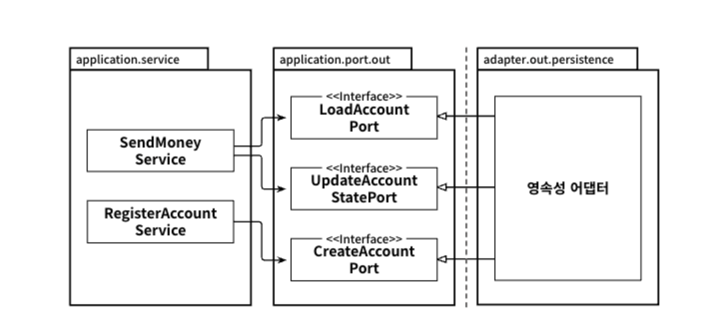 application.service
application.port.out
adapter.out.persistence
<<Interface>>
LoadAccount
Port
SendMoney
Service
<<Interface>>
UpdateAccount
StatePort
영속성 어댑터
RegisterAccount
Service
<<Interface>>
CreateAccount
Port